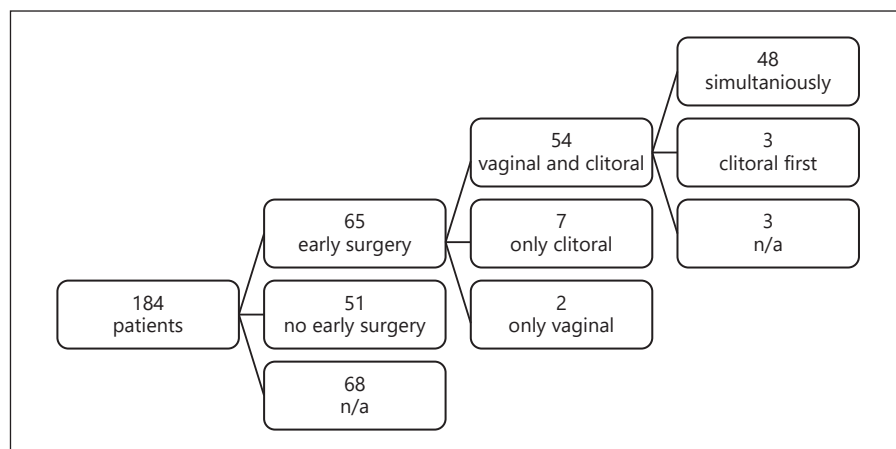 184
patients
65
early surgery
51
no early surgery
68
n/a
54
vaginal and clitoral
7
only clitoral
2
only vaginal
48
simultaniously
3
clitoral first
3
n/a